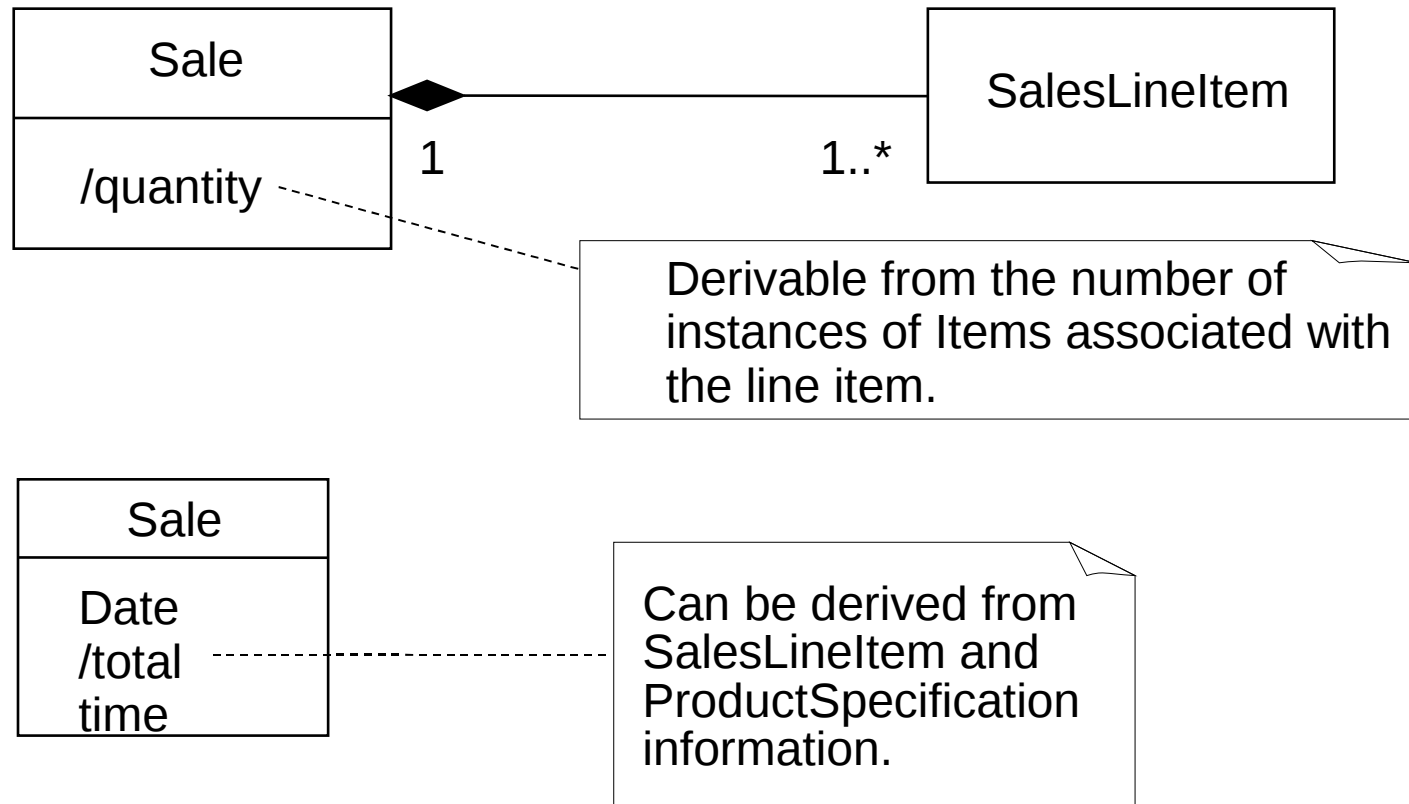 Sale
SalesLineItem
/quantity
1
1..*
Derivable from the number of
instances of Items associated with
the line item.
Sale
Date
/total
time
Can be derived from
SalesLineItem and
ProductSpecification
information.